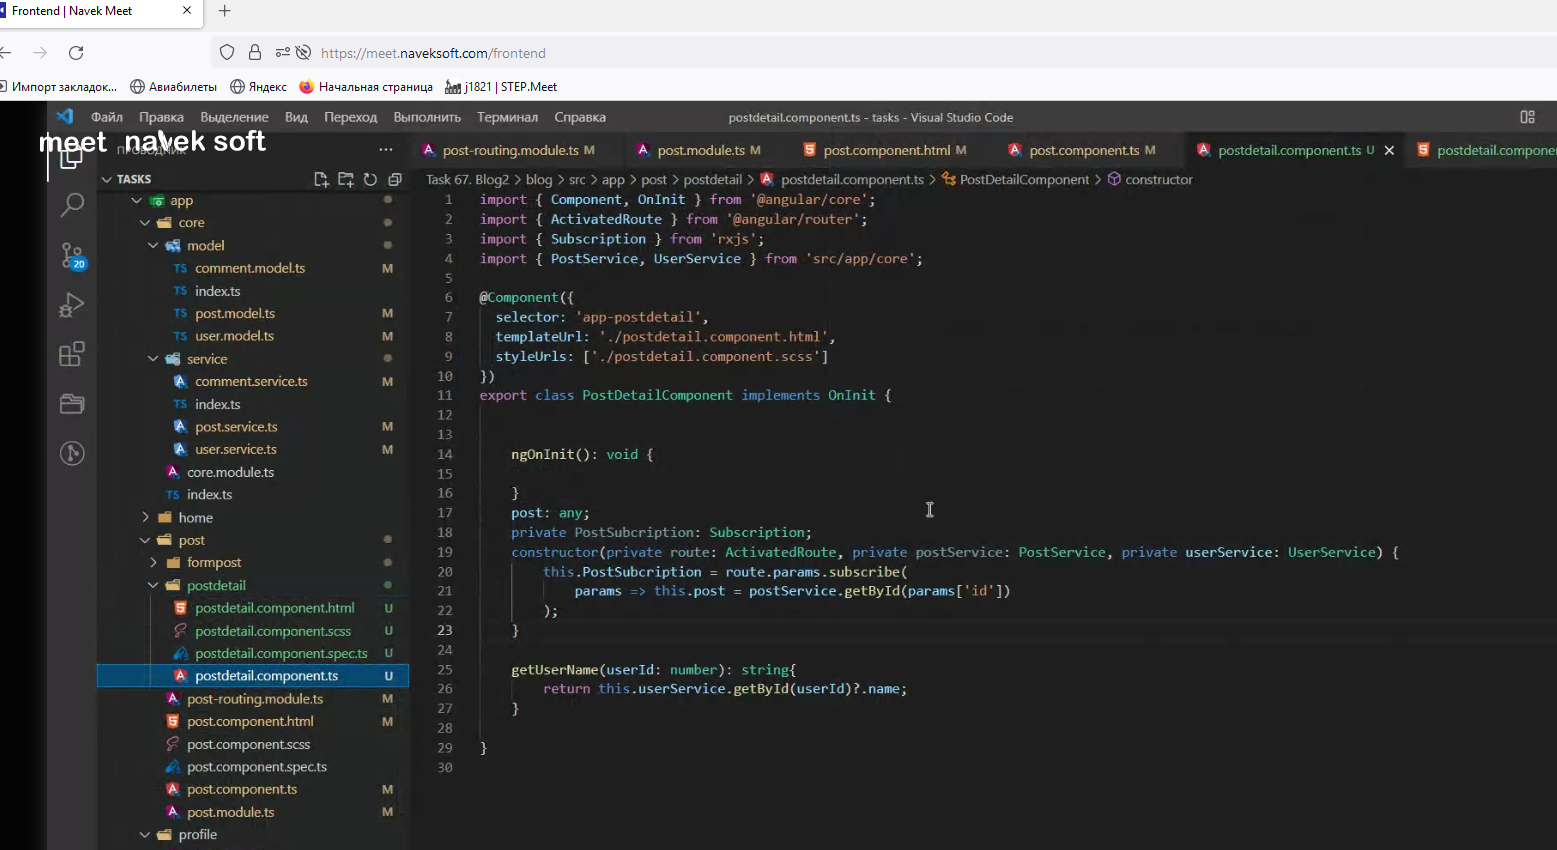 Frontend | Navek Meet
https://meet.naveksoft.com/frontend
Импорт закладок... Авиабилеты Яндекс Начальная страница j1821 | STEP.Meet
Файл Правка Выделение Вид Переход Выполнить Терминал Справка postdetail.component.ts - tasks - Visual Studio Code
meet navek soft
ПРОВОДНИК ... post-routing.module.ts M post.module.ts M post.component.html M post.component.ts M postdetail.component.ts U postdetail.compone
TASKS Task 67. Blog2 > blog > src > app > post > postdetail > postdetail.component.ts > PostDetailComponent > constructor
app
core
model
comment.model.ts M
index.ts
post.model.ts M
user.model.ts M
service
comment.service.ts M
index.ts
post.service.ts M
user.service.ts M
core.module.ts
index.ts
home
post
formpost
postdetail
postdetail.component.html U
postdetail.component.scss U
postdetail.component.spec.ts U
postdetail.component.ts U
post-routing.module.ts M
post.component.html M
post.component.scss
post.component.spec.ts
post.component.ts M
post.module.ts M
profile
20
1 import { Component, OnInit } from '@angular/core';
2 import { ActivatedRoute } from '@angular/router';
3 import { Subscription } from 'rxjs';
4 import { PostService, UserService } from 'src/app/core';
5
6 @Component({
7 selector: 'app-postdetail',
8 templateUrl: './postdetail.component.html',
9 styleUrls: ['./postdetail.component.scss']
10 })
11 export class PostDetailComponent implements OnInit {
12
13
14 ngOnInit(): void {
15
16 }
17 post: any;
18 private PostSubcription: Subscription;
19 constructor(private route: ActivatedRoute, private postService: PostService, private userService: UserService) {
20 this.PostSubcription = route.params.subscribe(
21 params => this.post = postService.getById(params['id'])
22 );
23 }
24
25 getUserName(userId: number): string{
26 return this.userService.getById(userId)?.name;
27 }
28
29 }
30